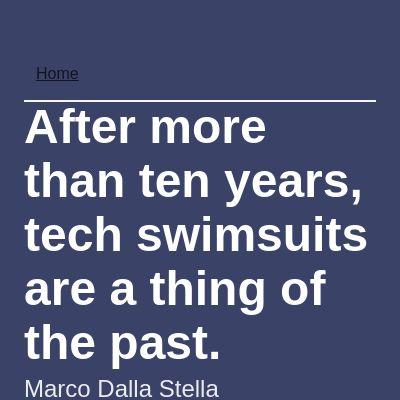 Home
After more
than ten years,
tech swimsuits
are a thing of
the past.
Marco Dalla Stella